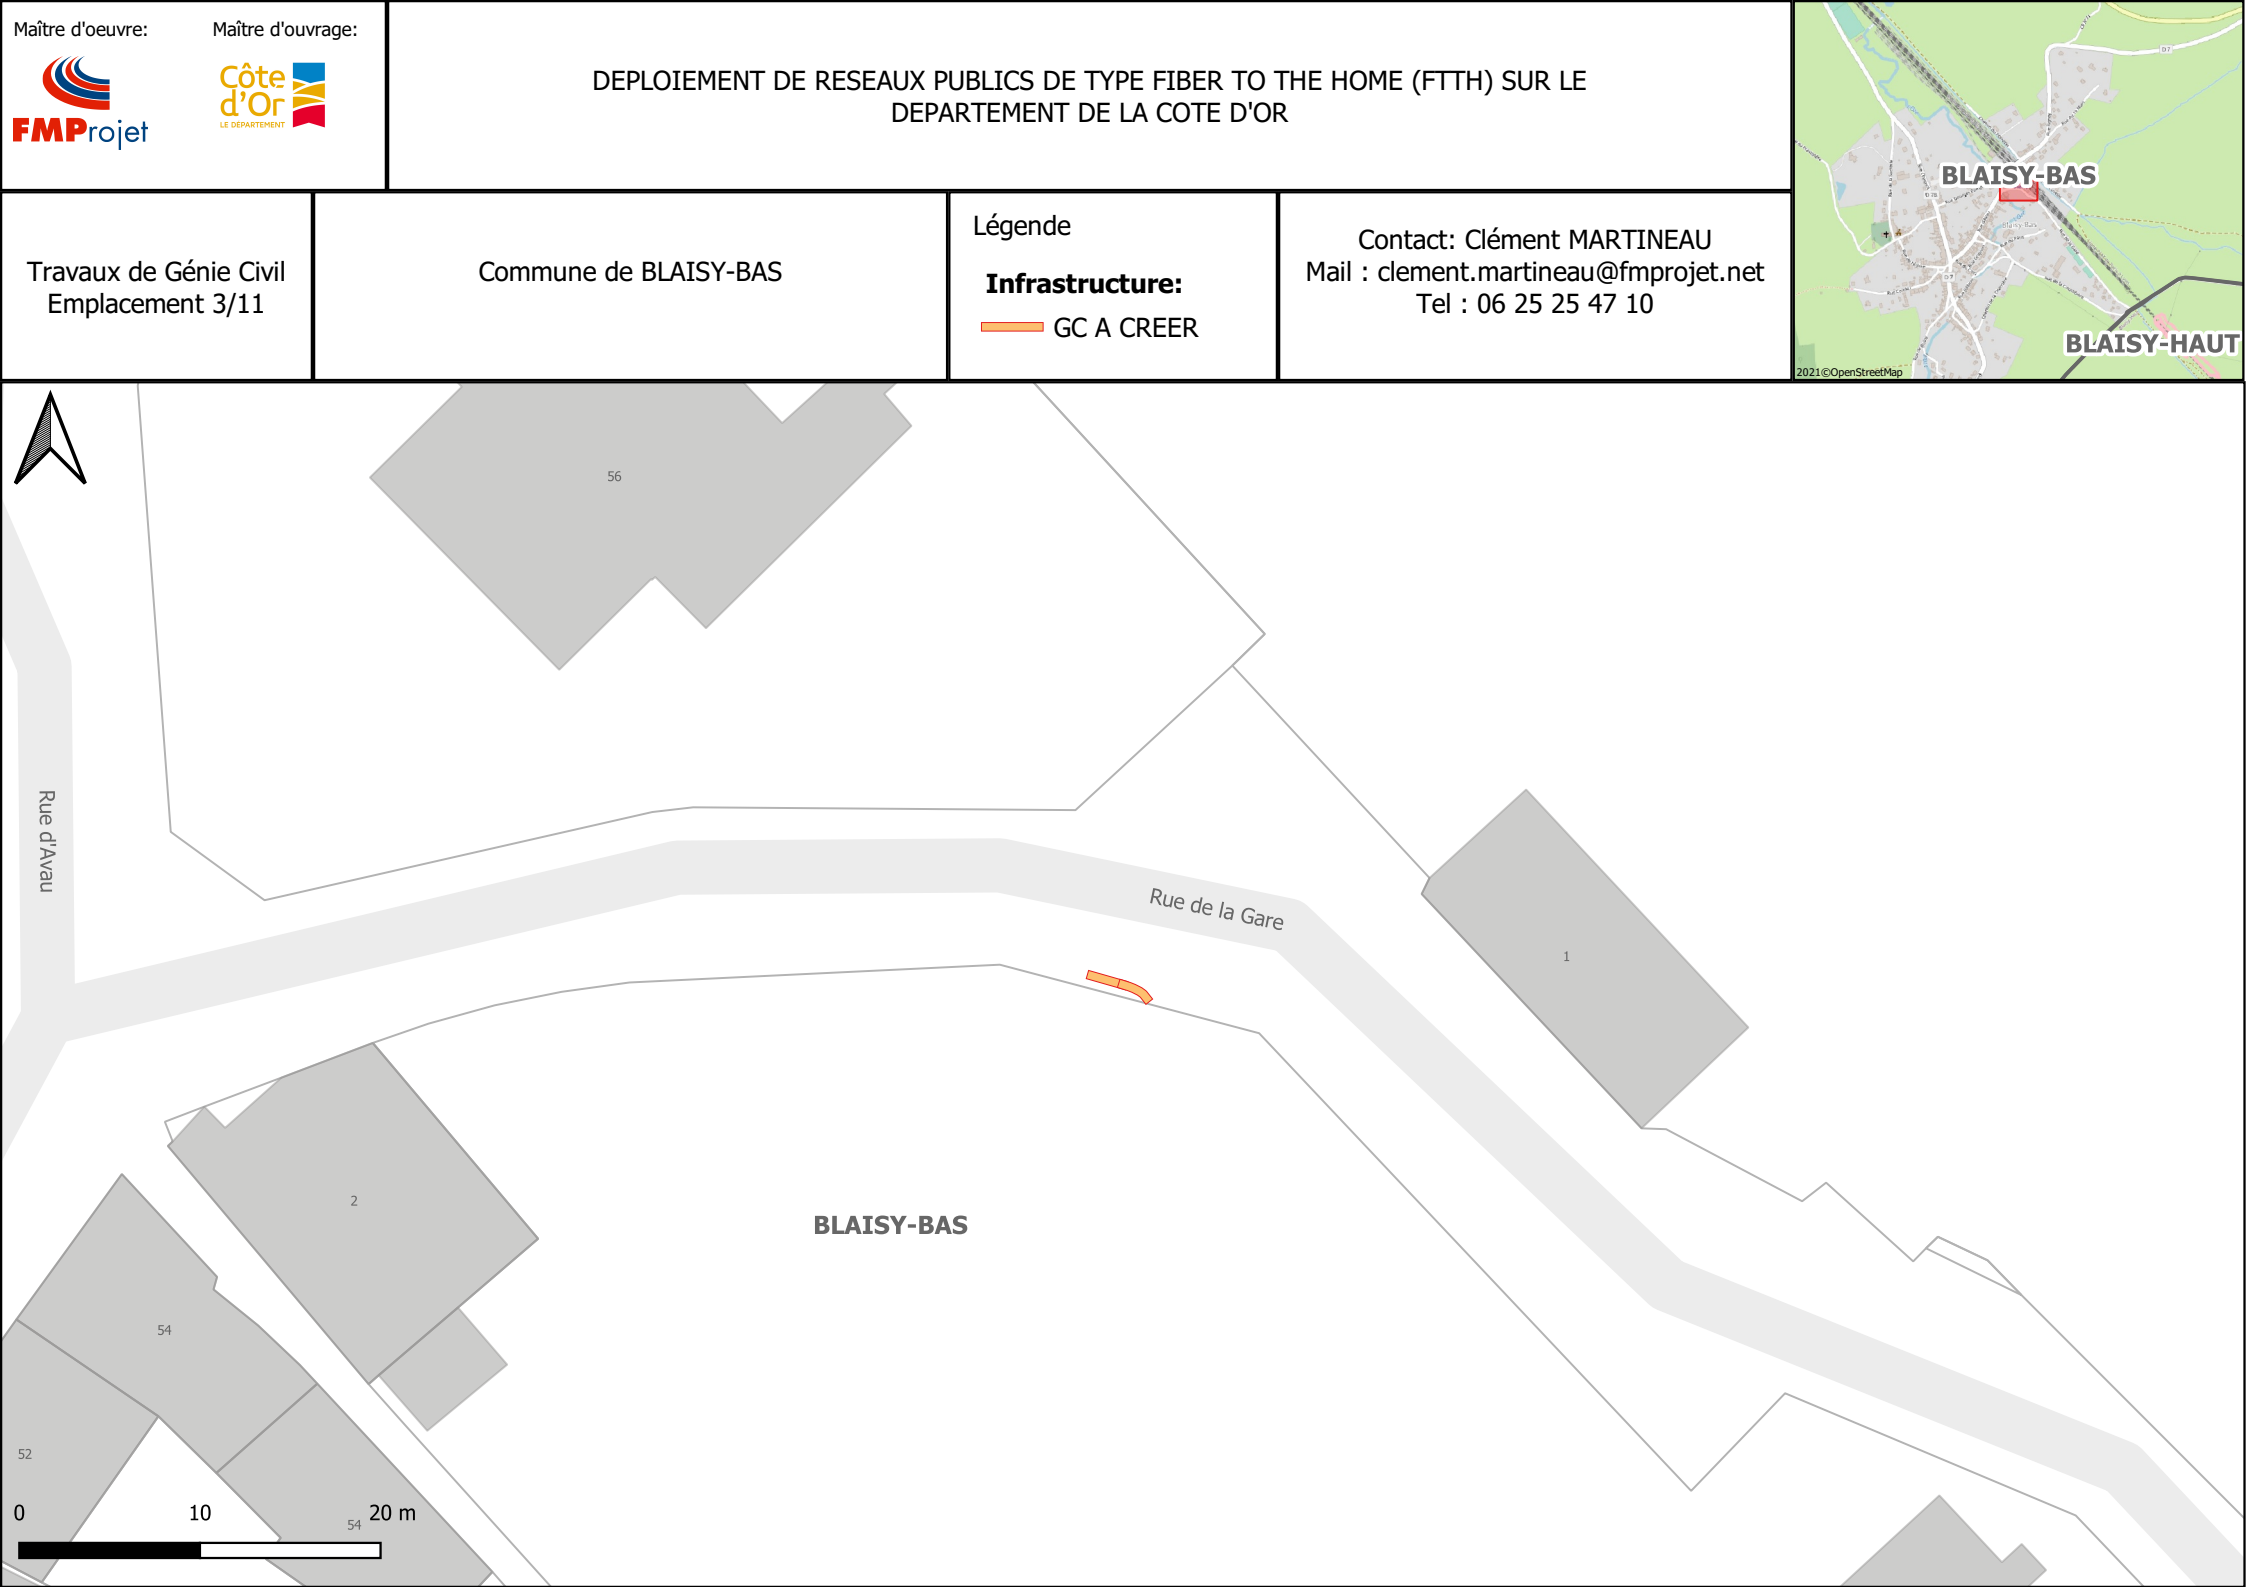 Maître d'oeuvre:
Maître d'ouvrage:
FMProjet
Côte
d'Or
LE DÉPARTEMENT
DEPLOIEMENT DE RESEAUX PUBLICS DE TYPE FIBER TO THE HOME (FTTH) SUR LE
DEPARTEMENT DE LA COTE D'OR
Travaux de Génie Civil
Emplacement 3/11
Commune de BLAISY-BAS
Légende
Infrastructure:
GC A CREER
Contact: Clément MARTINEAU
Mail : clement.martineau@fmprojet.net
Tel : 06 25 25 47 10
D7
BLAISY-BAS
Blaisy-Bas
D7
BLAISY-HAUT
2021©OpenStreetMap
56
Rue d'Avau
Rue de la Gare
1
2
BLAISY-BAS
54
52
54
0 10 20 m